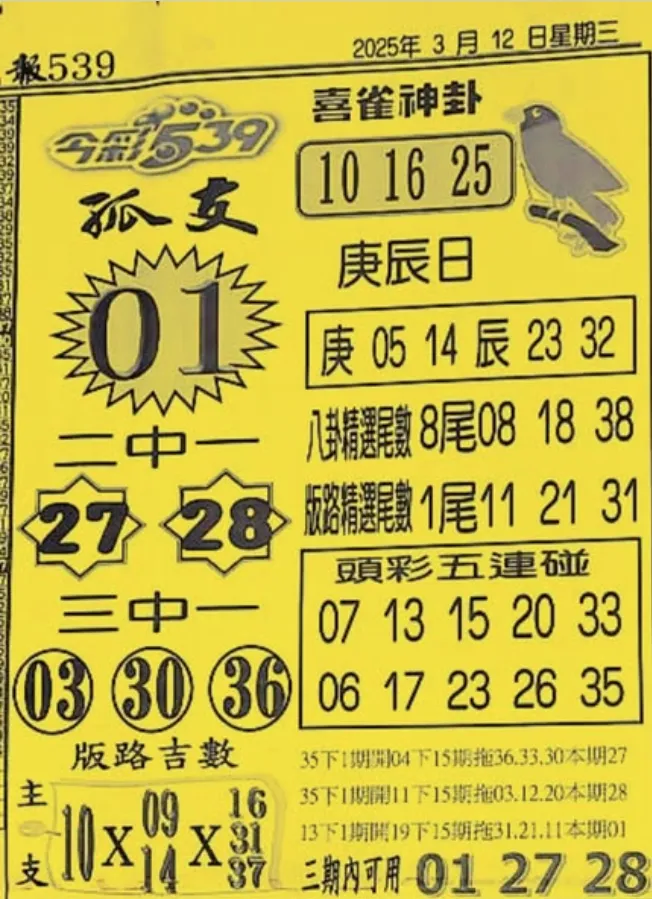 2025年 3 月 12 日星期三
報539
今彩539
孤支
01
二中一
27 28
三中一
03 30 36
版路吉數
主
支
10 X 09 14 X 16 31 37
喜雀神卦
10 16 25
庚辰日
庚 05 14 辰 23 32
八卦精選尾數 8尾08 18 38
版路精選尾數 1尾11 21 31
頭彩五連碰
07 13 15 20 33
06 17 23 26 35
35下1期開04下15期拖36.33.30本期27
35下1期開11下15期拖03.12.20本期28
13下1期開19下15期拖31.21.11本期01
三期內可用 01 27 28